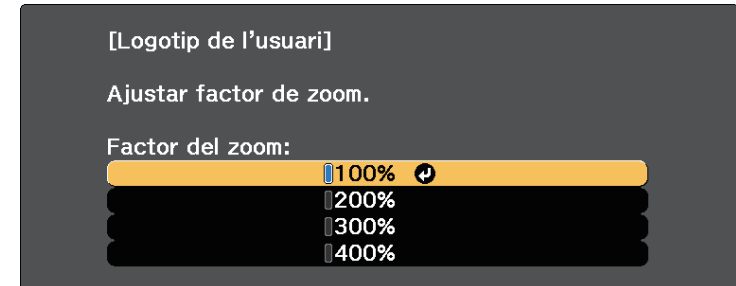 [Logotip de l'usuari]
Ajustar factor de zoom.
Factor del zoom:
100%
200%
300%
400%